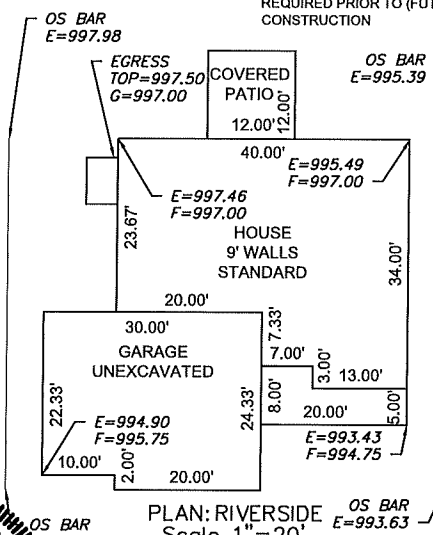 REQUIRED PRIOR TO (FUT
CONSTRUCTION
OS BAR
E=997.98
EGRESS
TOP=997.50
G=997.00
COVERED
PATIO
12.00'
12.00'
OS BAR
E=995.39
40.00'
E=995.49
F=997.00
E=997.46
F=997.00
23.67'
HOUSE
9' WALLS
STANDARD
34.00'
20.00'
30.00'
7.33'
GARAGE
UNEXCAVATED
7.00'
3.00'
13.00'
22.33'
24.33'
8.00'
20.00'
5.00'
E=994.90
F=995.75
10.00'
2.00'
20.00'
E=993.43
F=994.75
PLAN: RIVERSIDE
Scale 1"=20'
OS BAR
E=993.63
OS BAR